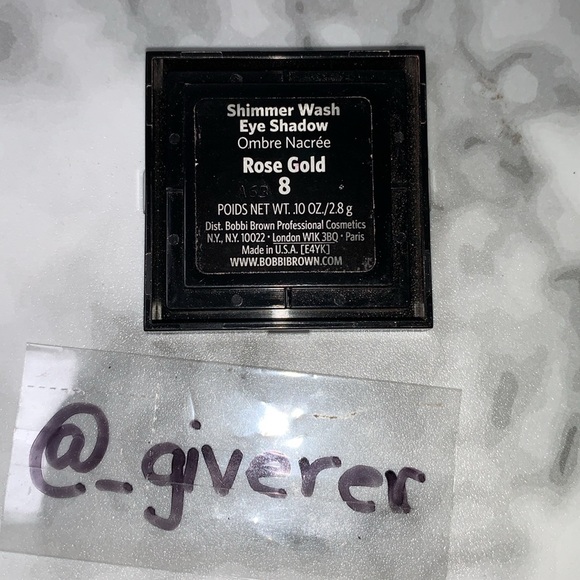 Shimmer Wash
Eye Shadow
Ombre Nacrée
Rose Gold
8
POIDS NET WT. .10 OZ./2.8 g
Dist. Bobbi Brown Professional Cosmetics
N.Y., N.Y. 10022 · London W1K 3BQ · Paris
Made in U.S.A. [E4YK]
WWW.BOBBIBROWN.COM
@_giverer